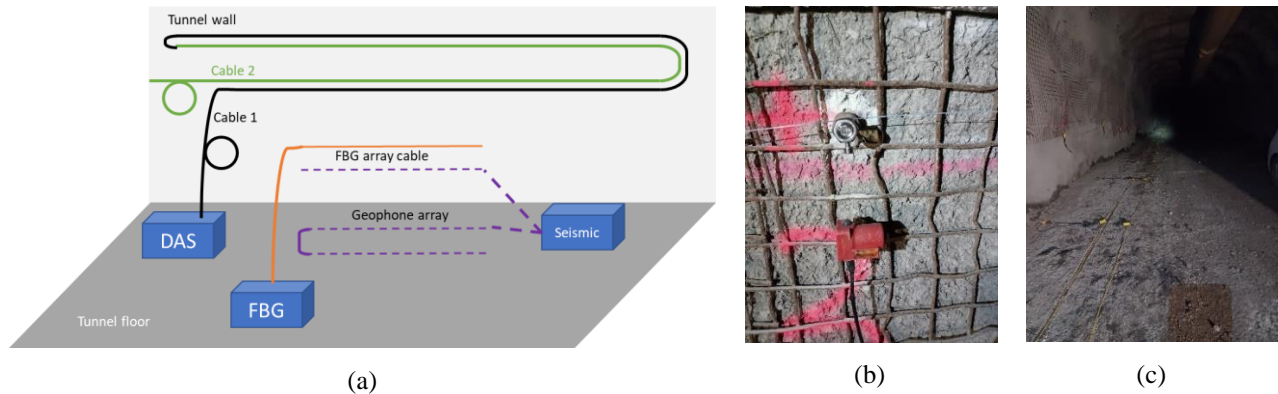 Tunnel wall
Cable 2
Cable 1
FBG array cable
Geophone array
DAS
Seismic
FBG
Tunnel floor
(a)
(b)
(c)